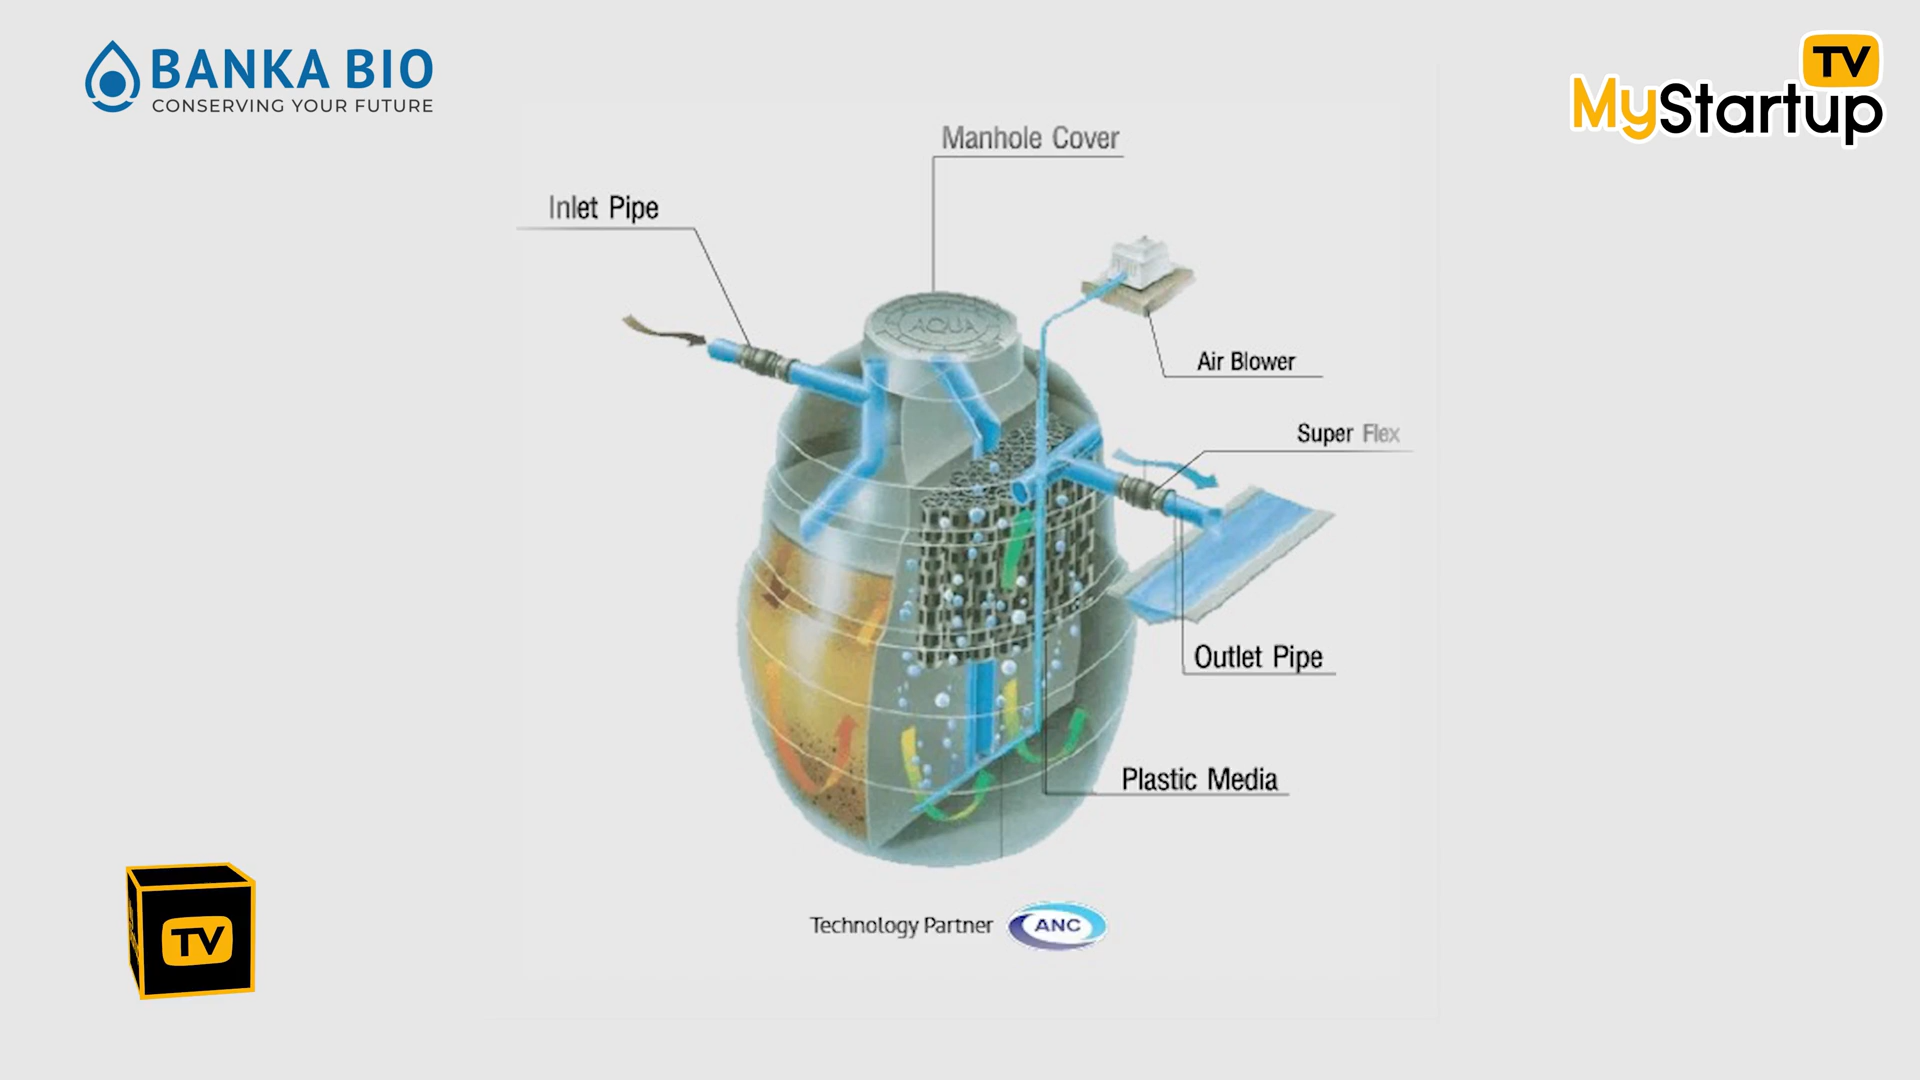 BANKA BIO
CONSERVING YOUR FUTURE
TV
MyStartup
Manhole Cover
Inlet Pipe
AQUA
Air Blower
Super Flex
Outlet Pipe
Plastic Media
TV
Technology Partner ANC